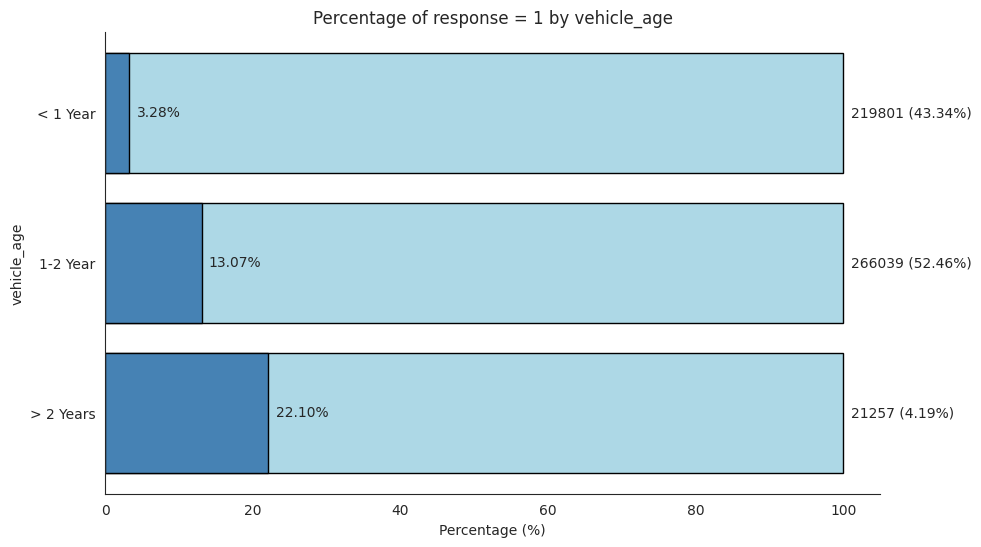 Percentage of response = 1 by vehicle_age
< 1 Year
3.28%
219801 (43.34%)
vehicle_age
1-2 Year
13.07%
266039 (52.46%)
> 2 Years
22.10%
21257 (4.19%)
0 20 40 60 80 100
Percentage (%)